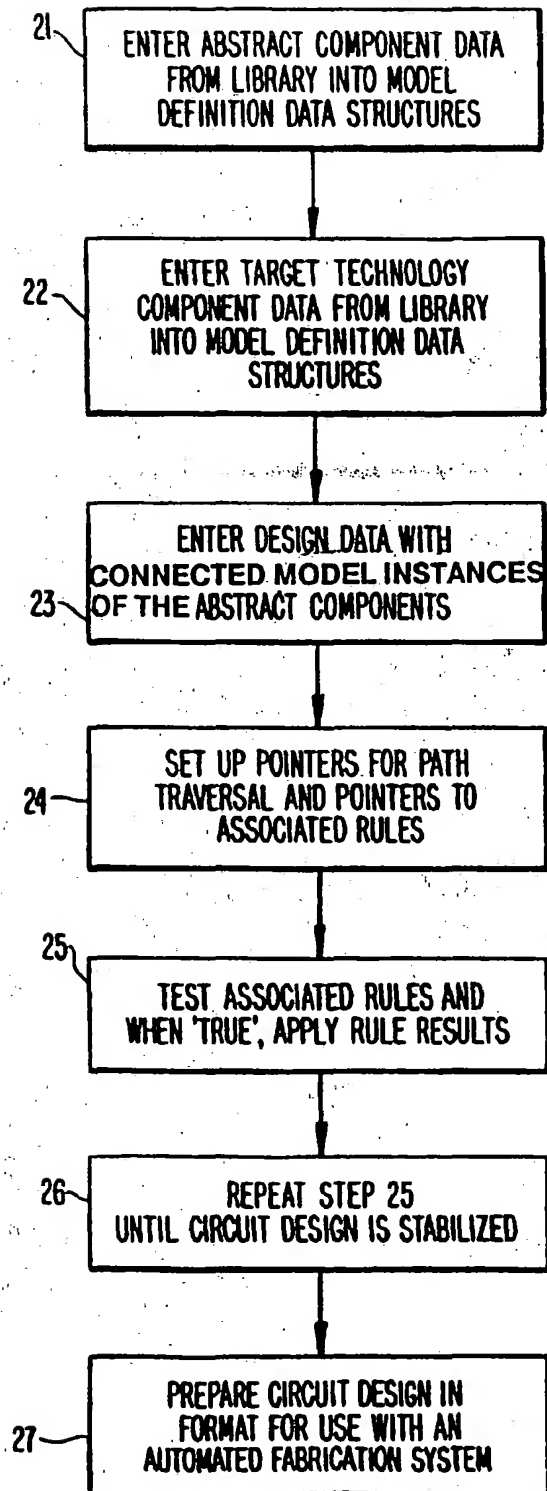 21
ENTER ABSTRACT COMPONENT DATA
FROM LIBRARY INTO MODEL
DEFINITION DATA STRUCTURES
22
ENTER TARGET TECHNOLOGY
COMPONENT DATA FROM LIBRARY
INTO MODEL DEFINITION DATA
STRUCTURES
23
ENTER DESIGN DATA WITH
CONNECTED MODEL INSTANCES
OF THE ABSTRACT COMPONENTS
24
SET UP POINTERS FOR PATH
TRAVERSAL AND POINTERS TO
ASSOCIATED RULES
25
TEST ASSOCIATED RULES AND
WHEN 'TRUE', APPLY RULE RESULTS
26
REPEAT STEP 25
UNTIL CIRCUIT DESIGN IS STABILIZED
27
PREPARE CIRCUIT DESIGN IN
FORMAT FOR USE WITH AN
AUTOMATED FABRICATION SYSTEM